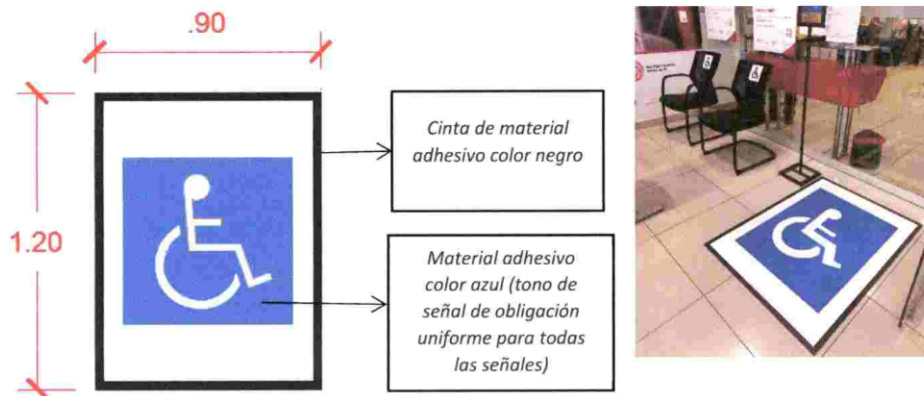 .90
1.20
Cinta de material
adhesivo color negro
Material adhesivo
color azul (tono de
señal de obligación
uniforme para todas
las señales)